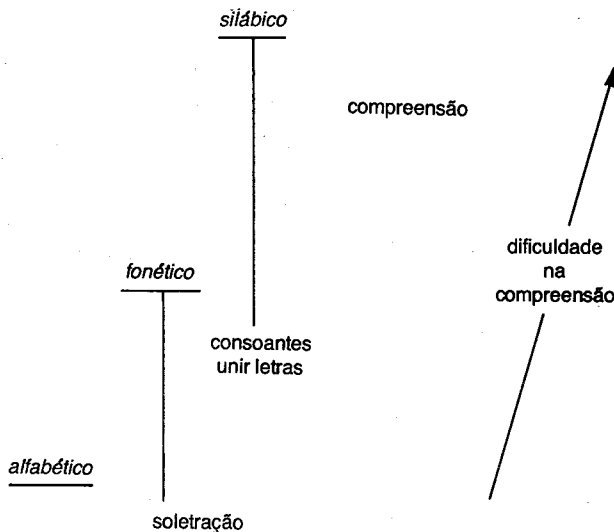 silábico
compreensão
dificuldade
na
compreensão
fonético
consoantes
unir letras
alfabético
soletração